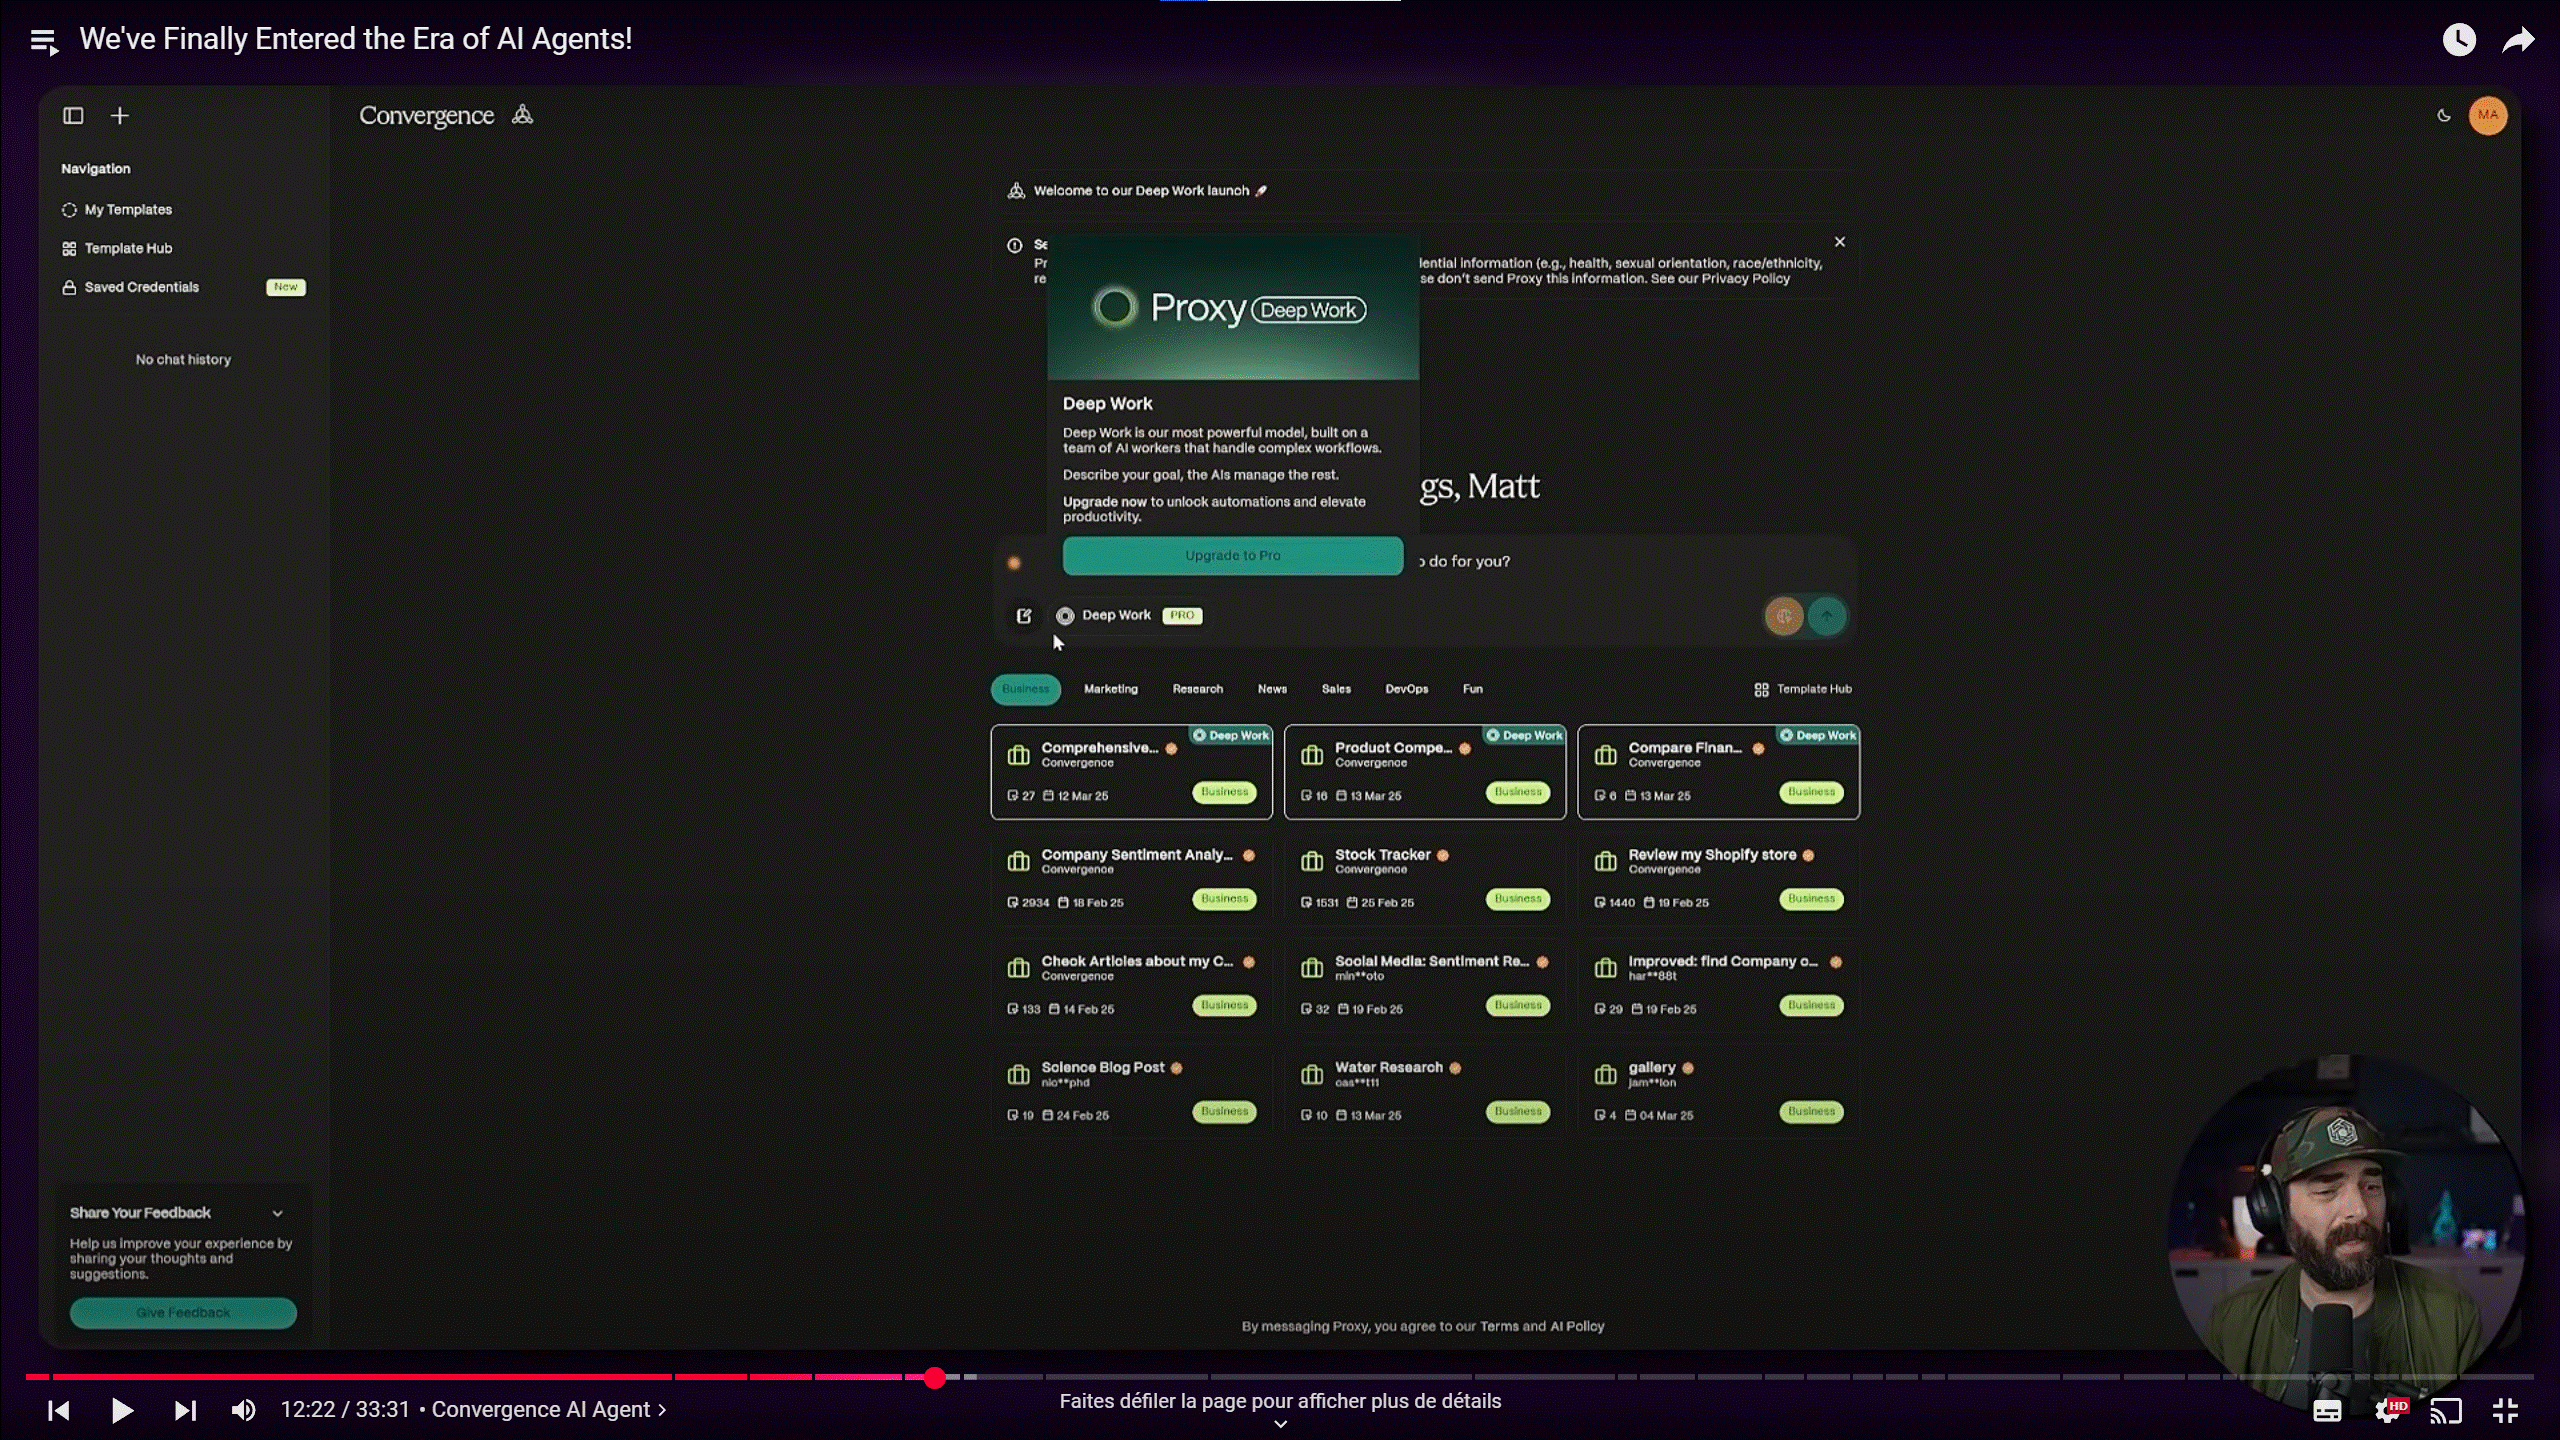 We've Finally Entered the Era of AI Agents!
Convergence
MA
Navigation
My Templates
Template Hub
Saved Credentials New
No chat history
Welcome to our Deep Work launch 🚀
Se
Pr
re
dential information (e.g., health, sexual orientation, race/ethnicity,
se don't send Proxy this information. See our Privacy Policy
Proxy Deep Work
Deep Work
Deep Work is our most powerful model, built on a
team of AI workers that handle complex workflows.
Describe your goal, the AIs manage the rest.
Upgrade now to unlock automations and elevate
productivity.
Upgrade to Pro
gs, Matt
o do for you?
Deep Work PRO
Business Marketing Research News Sales DevOps Fun Template Hub
Deep Work
Comprehensive...
Convergence
27 12 Mar 25 Business
Deep Work
Product Compe...
Convergence
16 13 Mar 25 Business
Deep Work
Compare Finan...
Convergence
6 13 Mar 25 Business
Company Sentiment Analy...
Convergence
2934 18 Feb 25 Business
Stock Tracker
Convergence
1531 25 Feb 25 Business
Review my Shopify store
Convergence
1440 19 Feb 25 Business
Check Articles about my C...
Convergence
133 14 Feb 25 Business
Social Media: Sentiment Re...
min**oto
32 19 Feb 25 Business
Improved: find Company o...
har**88t
29 19 Feb 25 Business
Science Blog Post
nic**phd
19 24 Feb 25 Business
Water Research
10 13 Mar 25 Business
gallery
jam**lon
4 04 Mar 25 Business
Share Your Feedback
Help us improve your experience by
sharing your thoughts and
suggestions.
Give Feedback
By messaging Proxy, you agree to our Terms and AI Policy
12:22 / 33:31 • Convergence AI Agent >
Faites défiler la page pour afficher plus de détails
HD